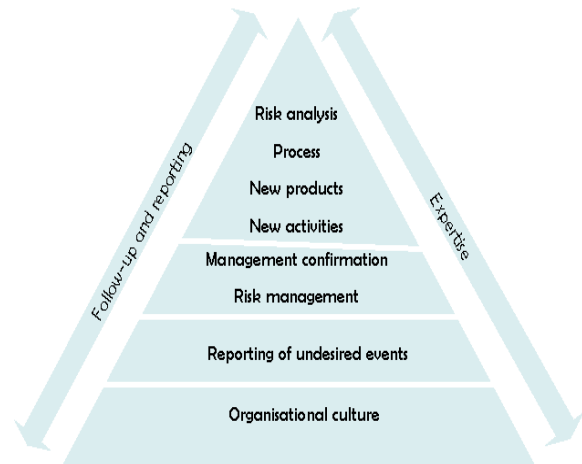 Risk analysis
Process
New products
New activities
Management confirmation
Risk management
Reporting of undesired events
Organisational culture
Follow-up and reporting
Expertise